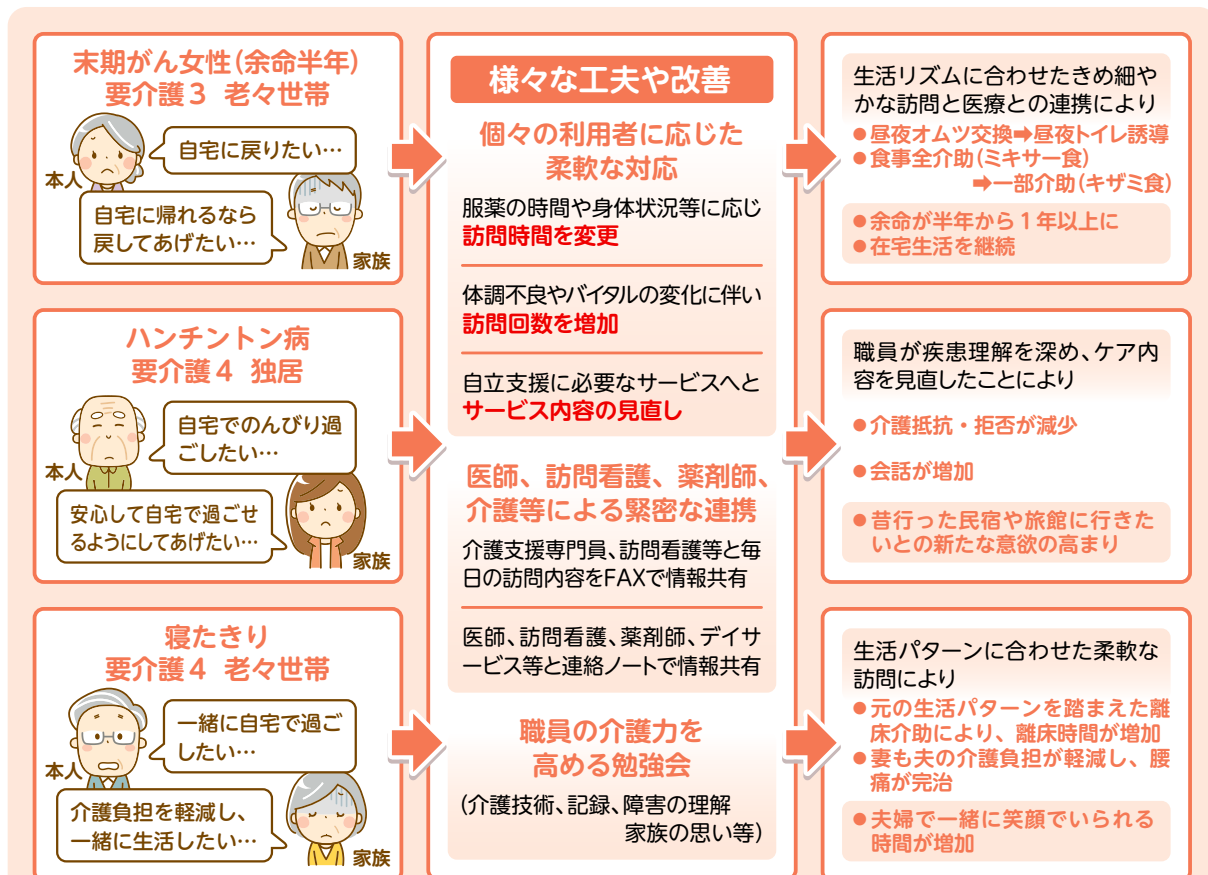 末期がん女性(余命半年)
要介護3 老々世帯
自宅に戻りたい…
本人
自宅に帰れるなら
戻してあげたい…
家族
ハンチントン病
要介護4 独居
自宅でのんびり過
ごしたい…
本人
安心して自宅で過ごせ
るようにしてあげたい…
家族
寝たきり
要介護4 老々世帯
一緒に自宅で過ご
したい…
本人
介護負担を軽減し、
一緒に生活したい…
家族
様々な工夫や改善
個々の利用者に応じた
柔軟な対応
服薬の時間や身体状況等に応じ
訪問時間を変更
体調不良やバイタルの変化に伴い
訪問回数を増加
自立支援に必要なサービスへと
サービス内容の見直し
医師、訪問看護、薬剤師、
介護等による緊密な連携
介護支援専門員、訪問看護等と毎
日の訪問内容をFAXで情報共有
医師、訪問看護、薬剤師、デイサ
ービス等と連絡ノートで情報共有
職員の介護力を
高める勉強会
(介護技術、記録、障害の理解
家族の思い等)
生活リズムに合わせたきめ細や
かな訪問と医療との連携により
●昼夜オムツ交換➡昼夜トイレ誘導
●食事全介助(ミキサー食)
➡一部介助(キザミ食)
●余命が半年から1年以上に
●在宅生活を継続
職員が疾患理解を深め、ケア内
容を見直したことにより
●介護抵抗・拒否が減少
●会話が増加
●昔行った民宿や旅館に行きた
いとの新たな意欲の高まり
生活パターンに合わせた柔軟な
訪問により
●元の生活パターンを踏まえた離
床介助により、離床時間が増加
●妻も夫の介護負担が軽減し、腰
痛が完治
●夫婦で一緒に笑顔でいられる
時間が増加